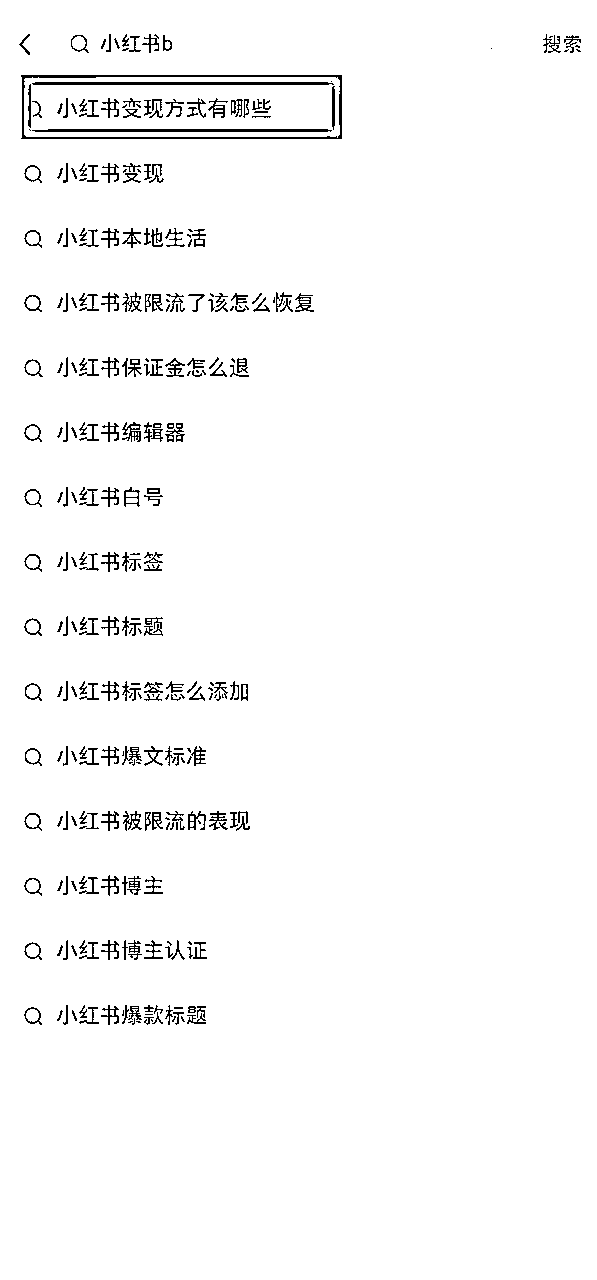 小红书b 搜索
小红书变现方式有哪些
小红书变现
小红书本地生活
小红书被限流了该怎么恢复
小红书保证金怎么退
小红书编辑器
小红书白号
小红书标签
小红书标题
小红书标签怎么添加
小红书爆文标准
小红书被限流的表现
小红书博主
小红书博主认证
小红书爆款标题